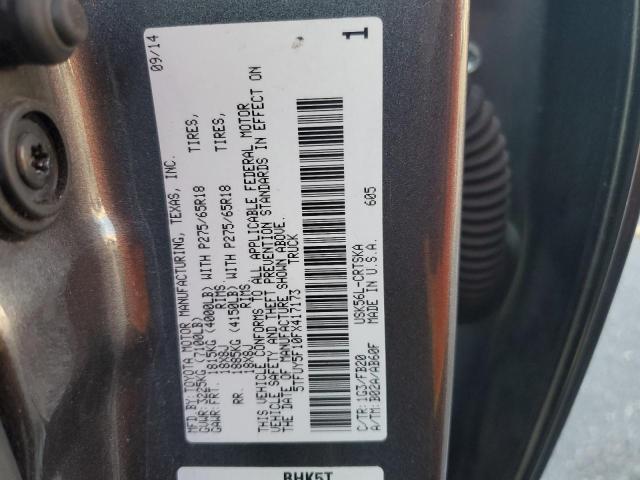 MFD. BY: TOYOTA MOTOR MANUFACTURING, TEXAS, INC. 09/14
GVWR: 3225KG (7100LB)
GAWR: FRT. 1815KG (4000LB) WITH P275/65R18 TIRES,
18X8J RIMS,
RR. 1885KG (4150LB) WITH P275/65R18 TIRES,
18X8J RIMS.
THIS VEHICLE CONFORMS TO ALL APPLICABLE FEDERAL MOTOR
VEHICLE SAFETY AND THEFT PREVENTION STANDARDS IN EFFECT ON
THE DATE OF MANUFACTURE SHOWN ABOVE.
5TFUY5F10FX417173 TRUCK
1
USK56L-CRTSKA 605
C/TR: 1G3/FB20 MADE IN U.S.A.
A/TM: B02A/AB60F
BHK5T